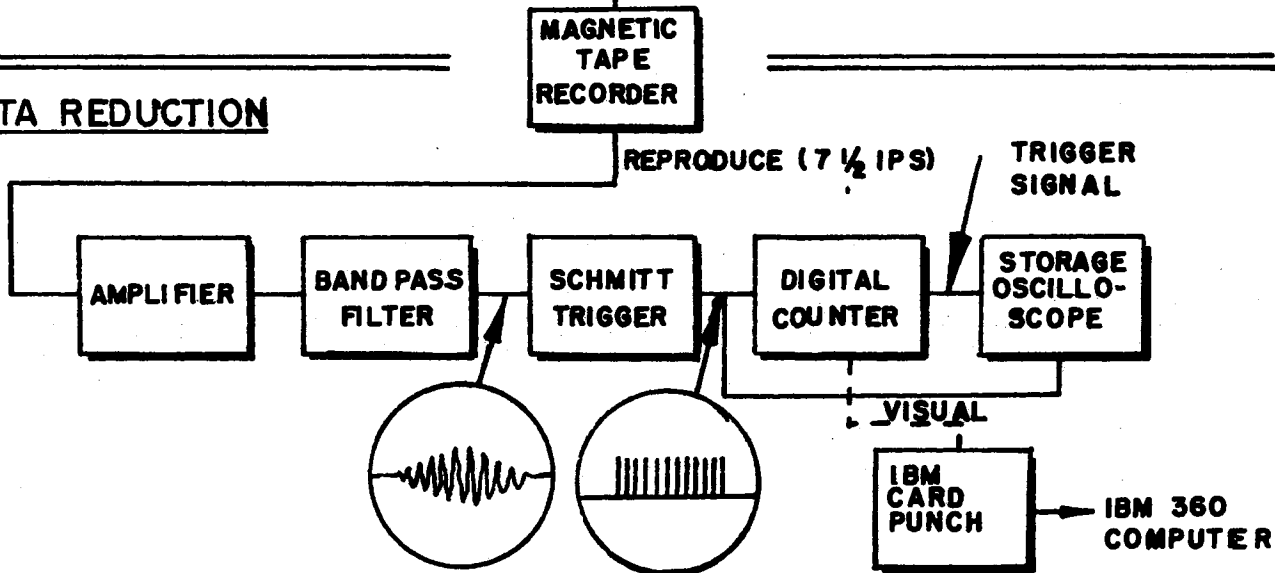 MAGNETIC
TAPE
RECORDER
TA REDUCTION
REPRODUCE (7 ½ IPS)
TRIGGER
SIGNAL
AMPLIFIER
BAND PASS
FILTER
SCHMITT
TRIGGER
DIGITAL
COUNTER
STORAGE
OSCILLO-
SCOPE
VISUAL
IBM
CARD
PUNCH
IBM 360
COMPUTER